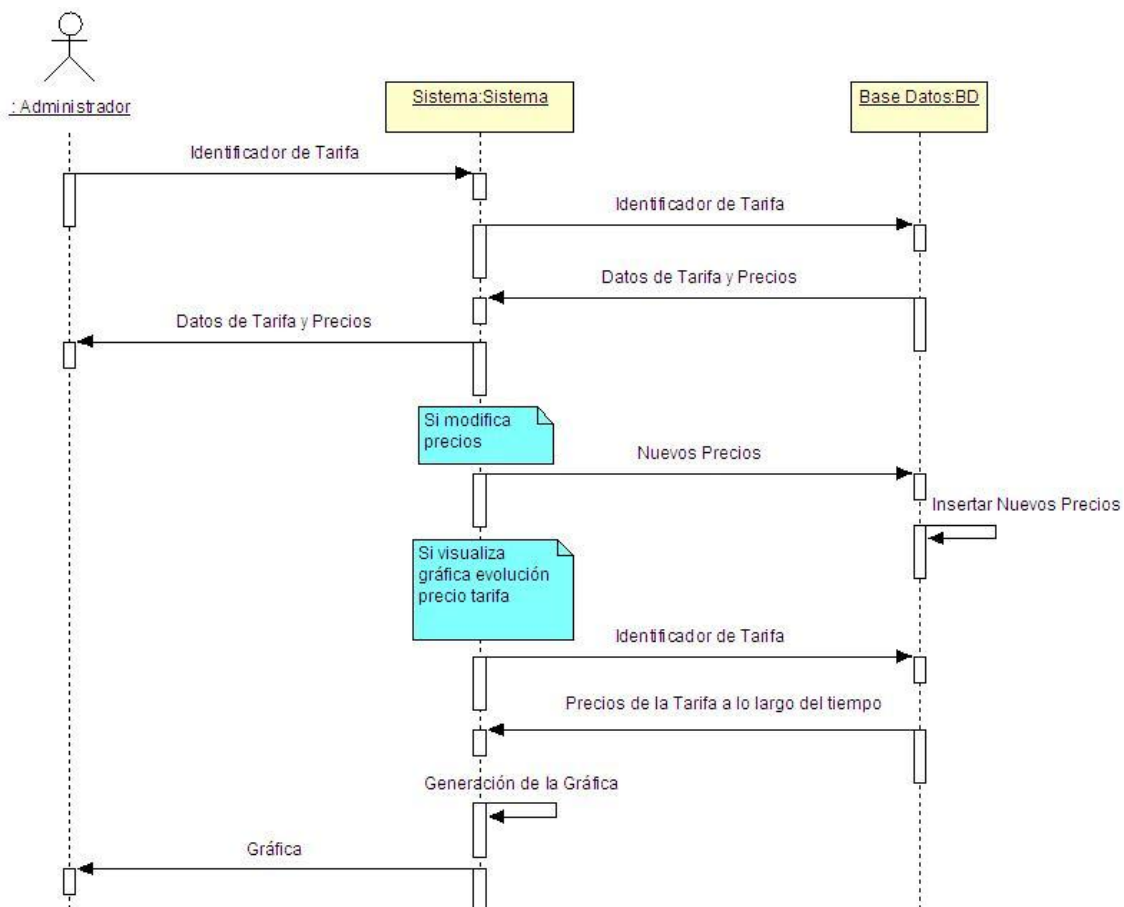 : Administrador
Sistema:Sistema
Base Datos:BD
Identificador de Tarifa
Identificador de Tarifa
Datos de Tarifa y Precios
Datos de Tarifa y Precios
Si modifica
precios
Nuevos Precios
Insertar Nuevos Precios
Si visualiza
gráfica evolución
precio tarifa
Identificador de Tarifa
Precios de la Tarifa a lo largo del tiempo
Generación de la Gráfica
Gráfica